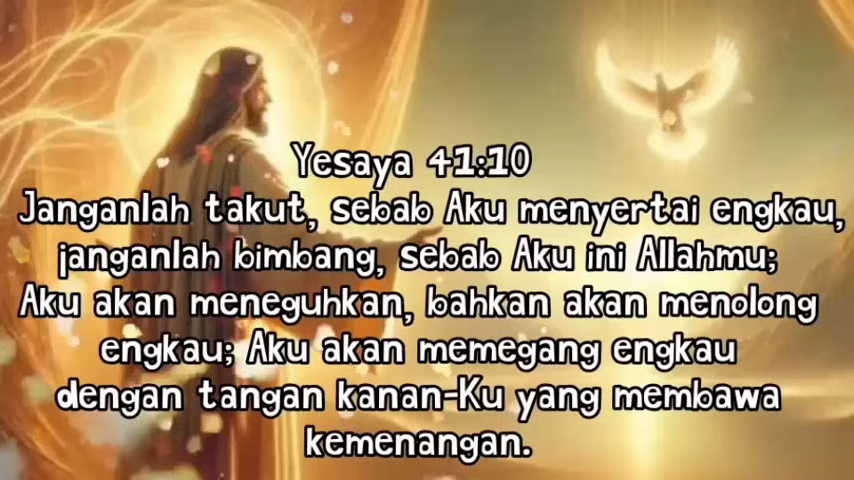 Yesaya 41:10
Janganlah takut, sebab Aku menyertai engkau,
janganlah bimbang, sebab Aku ini Allahmu;
Aku akan meneguhkan, bahkan akan menolong
engkau; Aku akan memegang engkau
dengan tangan kanan-Ku yang membawa
kemenangan.